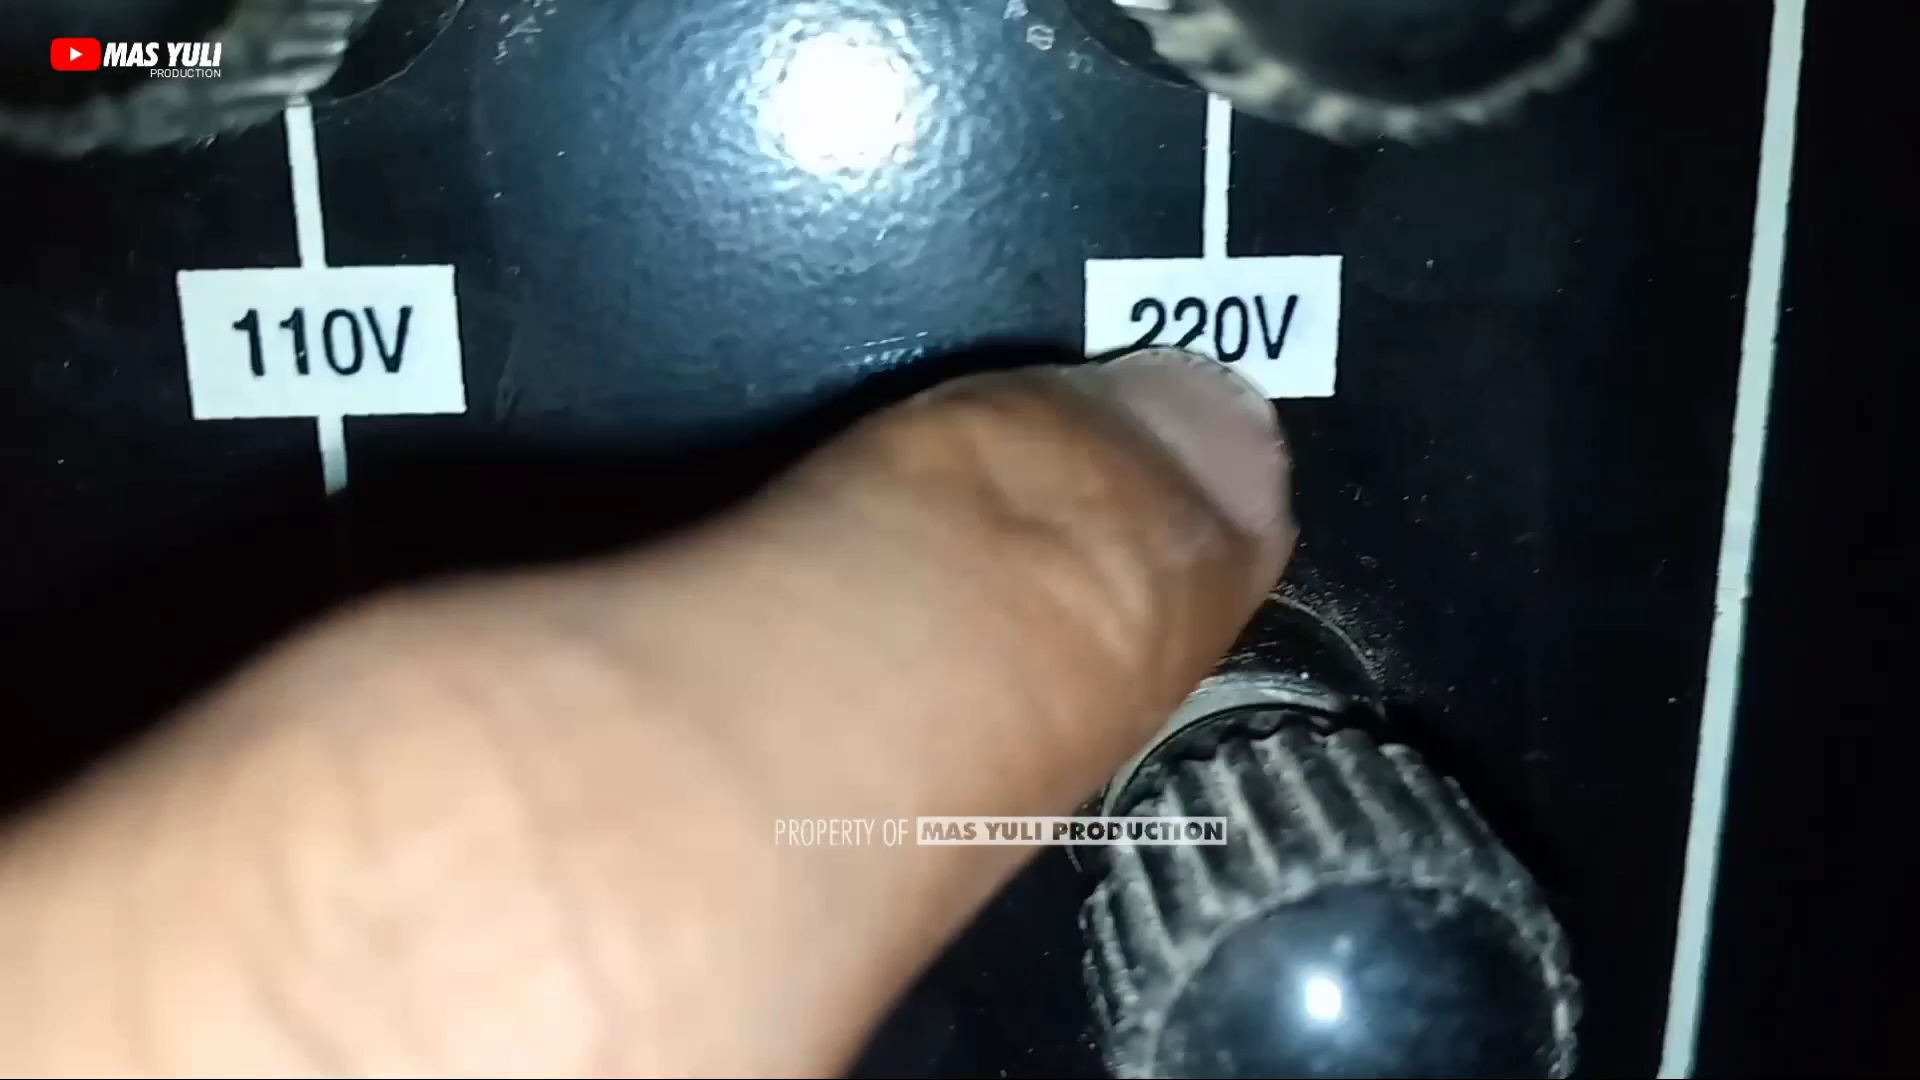 MAS YULI
PRODUCTION
110V
220V
PROPERTY OF MAS YULI PRODUCTION